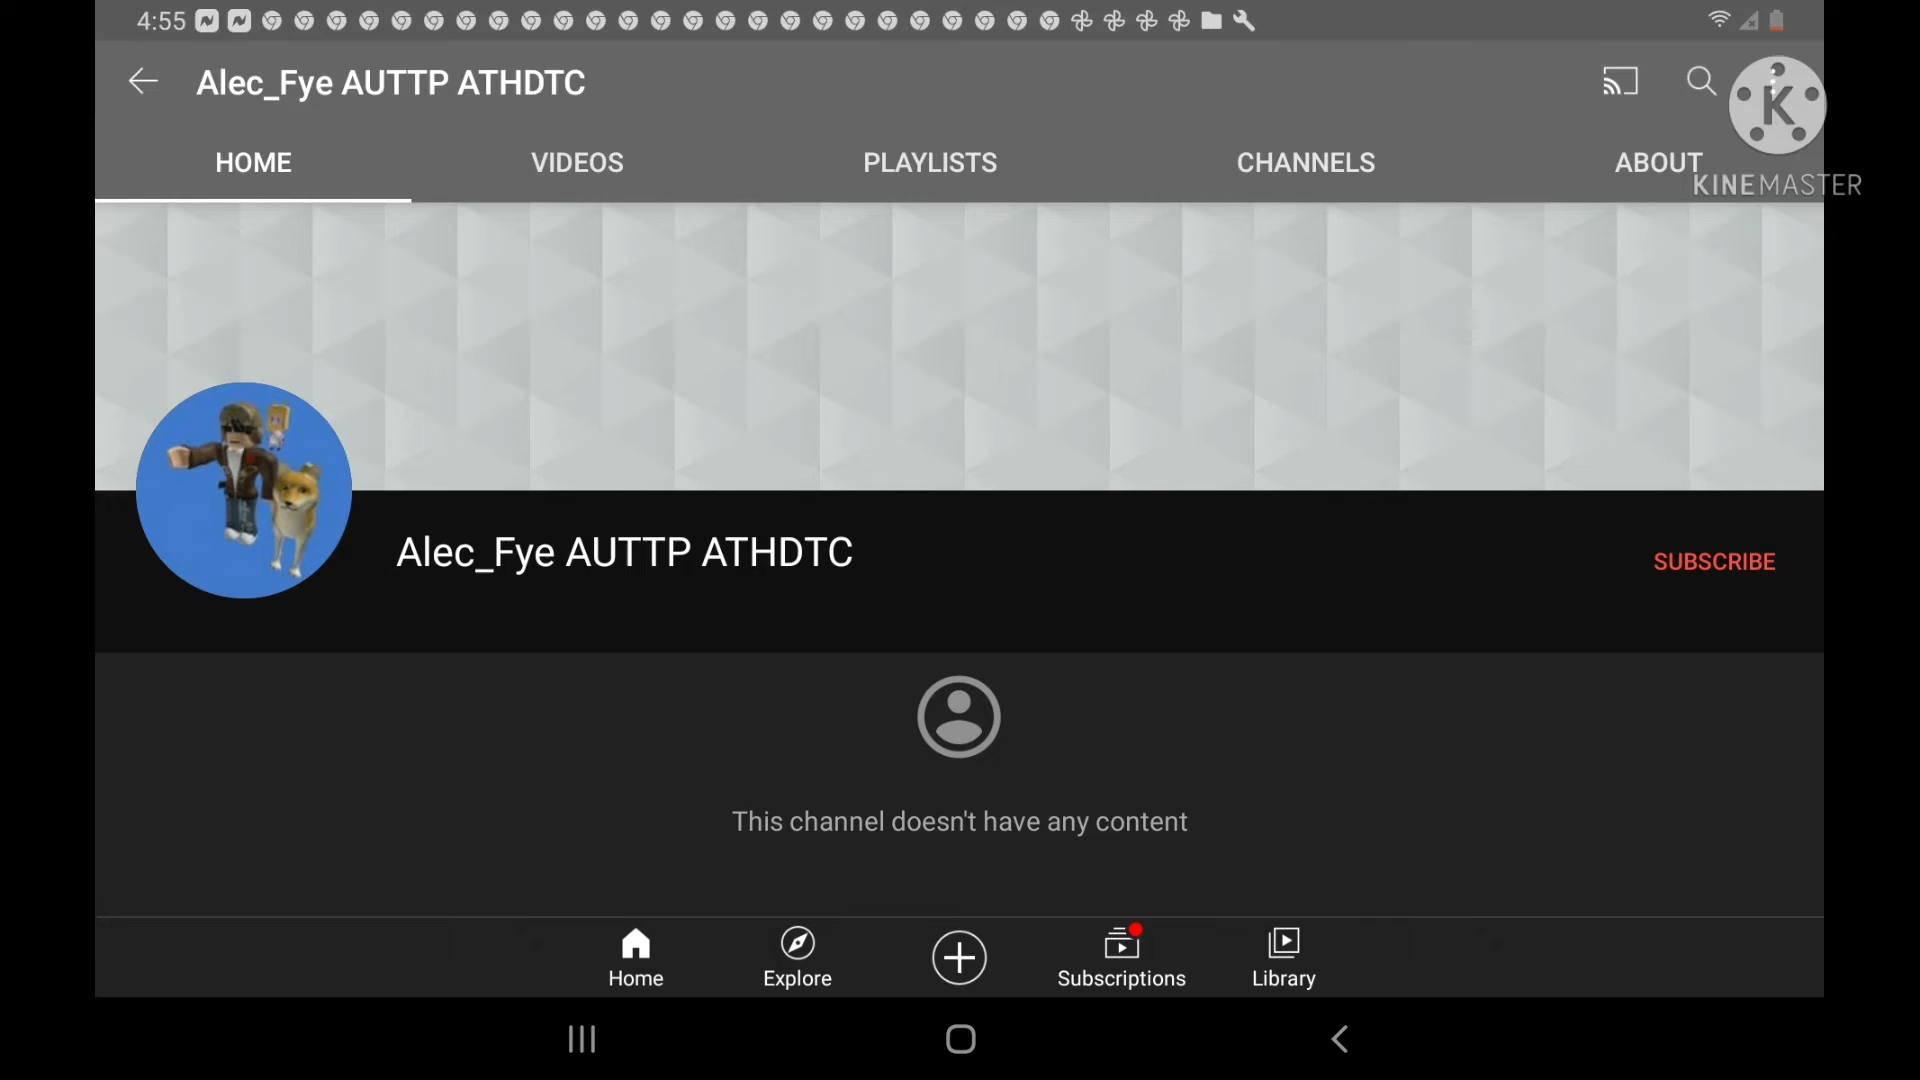 4:55
Alec_Fye AUTTP ATHDTC
K
KINEMASTER
HOME VIDEOS PLAYLISTS CHANNELS ABOUT
Alec_Fye AUTTP ATHDTC
SUBSCRIBE
This channel doesn't have any content
Home Explore Subscriptions Library